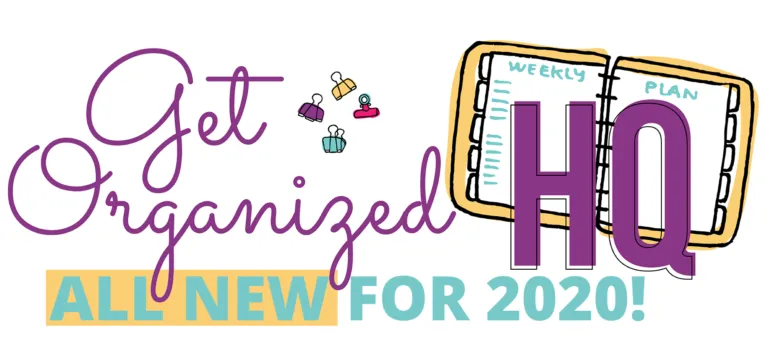 Get
Organized
HQ
WEEKLY
PLAN
ALL NEW FOR 2020!